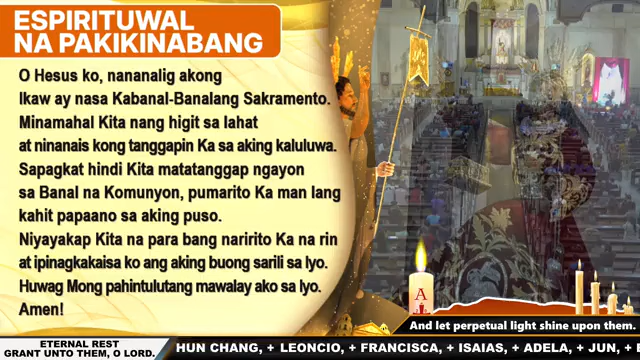 ESPIRITUWAL
NA PAKIKINABANG
O Hesus ko, nananalig akong
Ikaw ay nasa Kabanal-Banalang Sakramento.
Minamahal Kita nang higit sa lahat
at ninanais kong tanggapin Ka sa aking kaluluwa.
Sapagkat hindi Kita matatanggap ngayon
sa Banal na Komunyon, pumarito Ka man lang
kahit papaano sa aking puso.
Niyayakap Kita na para bang naririto Ka na rin
at ipinagkakaisa ko ang aking buong sarili sa Iyo.
Huwag Mong pahintulutang mawalay ako sa Iyo.
Amen!
A
And let perpetual light shine upon them.
ETERNAL REST
GRANT UNTO THEM, O LORD.
HUN CHANG, + LEONCIO, + FRANCISCA, + ISAIAS, + ADELA, + JUN, +